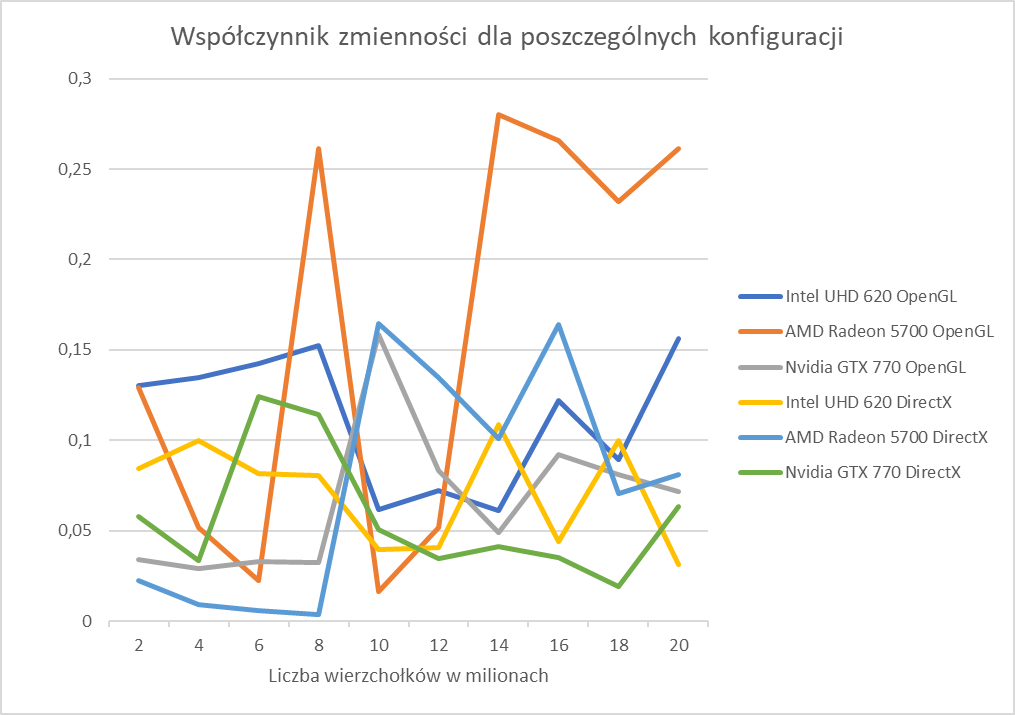 Współczynnik zmienności dla poszczególnych konfiguracji
0,3
0,25
0,2
0,15
0,1
0,05
0
2 4 6 8 10 12 14 16 18 20
Liczba wierzchołków w milionach
Intel UHD 620 OpenGL
AMD Radeon 5700 OpenGL
Nvidia GTX 770 OpenGL
Intel UHD 620 DirectX
AMD Radeon 5700 DirectX
Nvidia GTX 770 DirectX